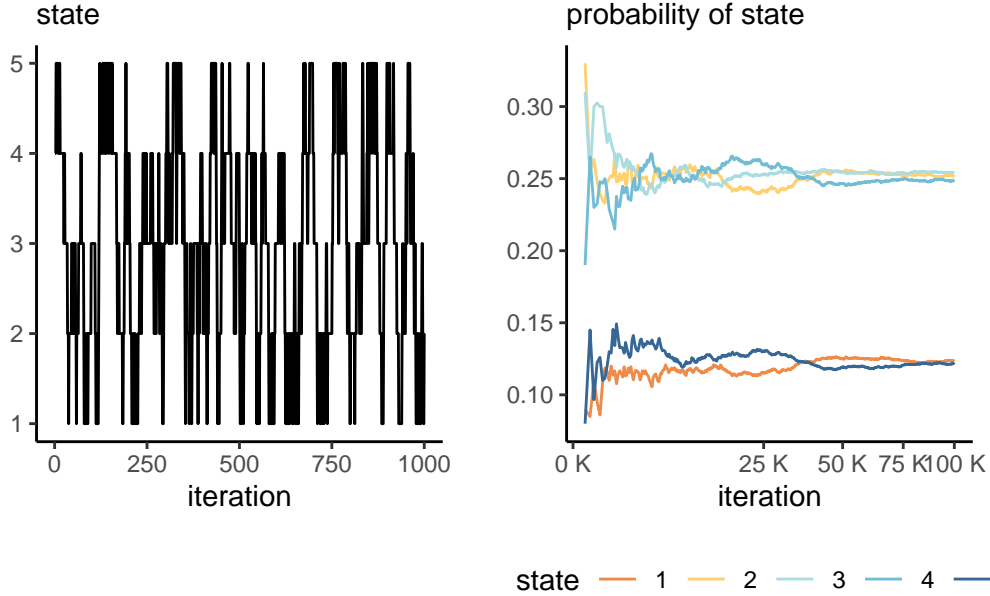 state
5
4
3
2
1
0 250 500 750 1000
iteration
probability of state
0.30
0.25
0.20
0.15
0.10
0 K 25 K 50 K 75 K 100 K
iteration
state 1 2 3 4